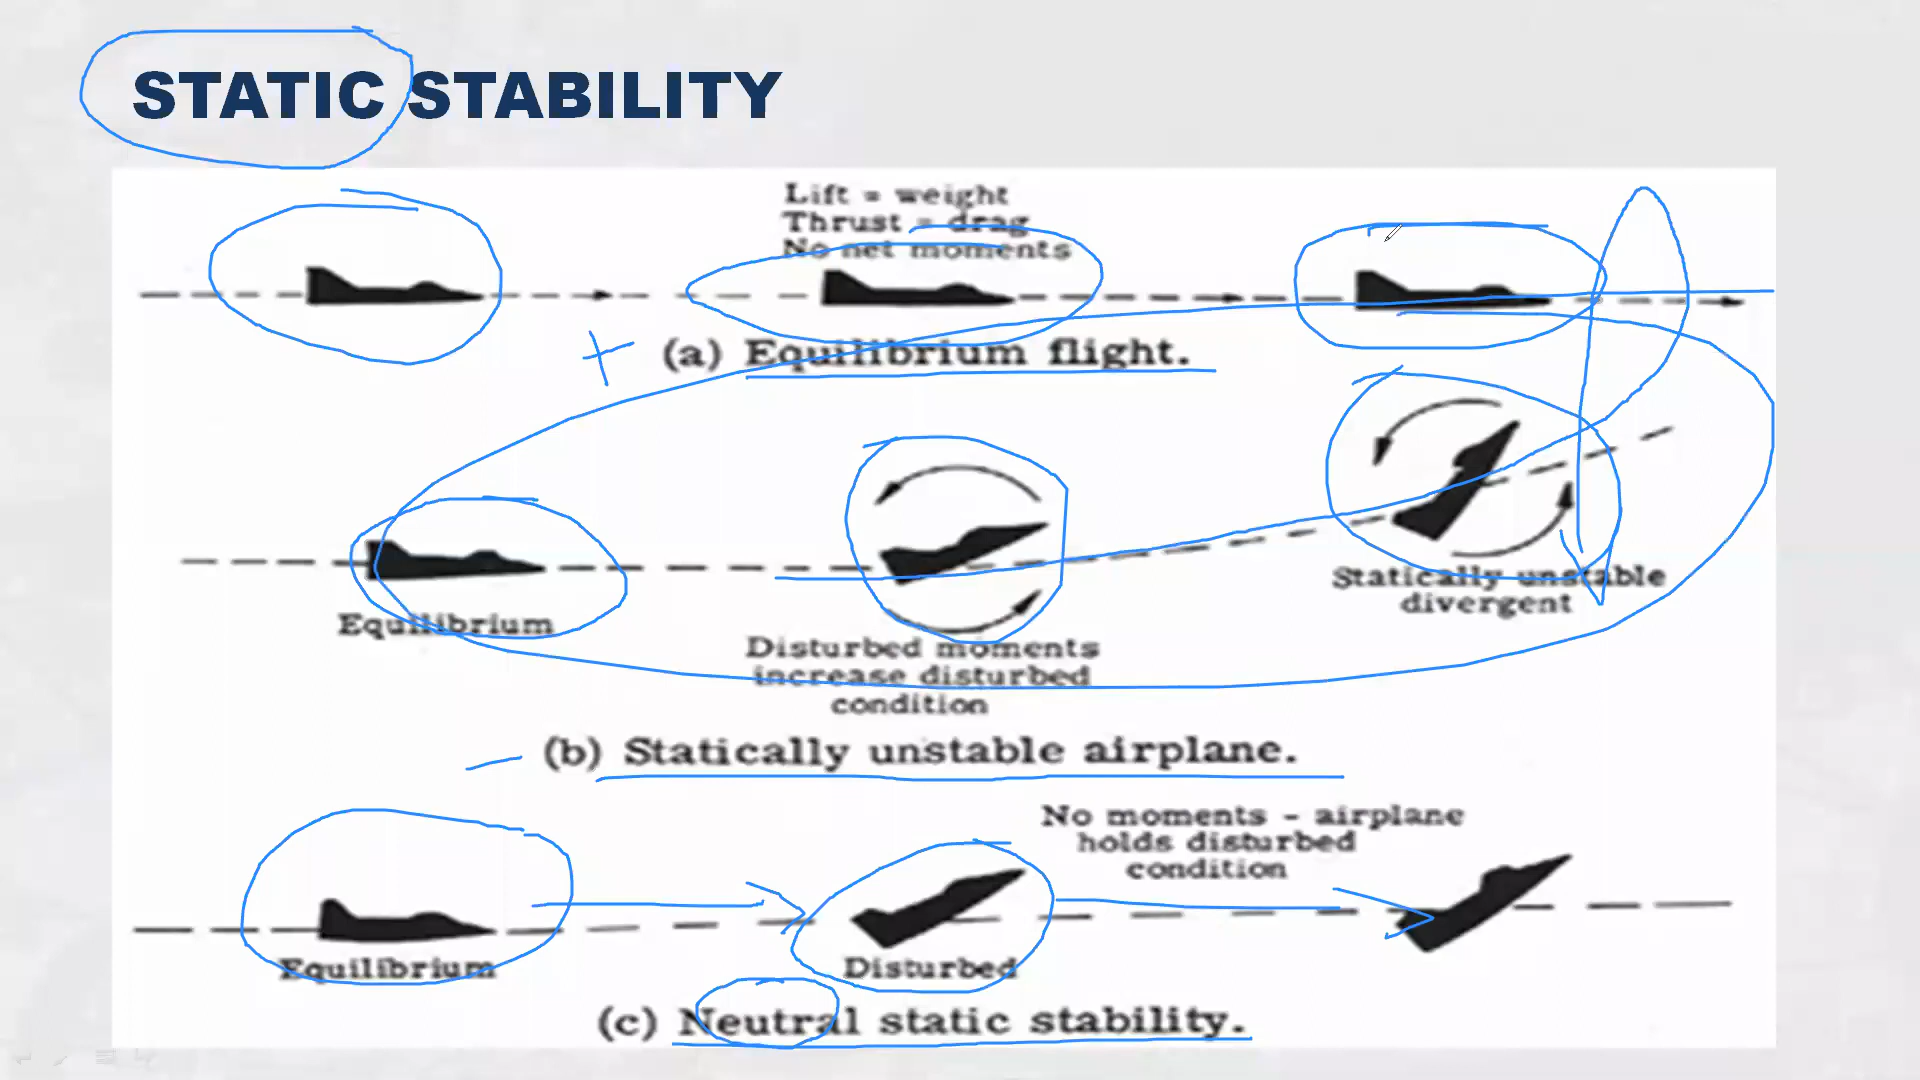 STATIC STABILITY
Lift = weight
Thrust = drag
No net moments
+ (a) Equilibrium flight.
Equilibrium
Disturbed moments
increase disturbed
condition
Statically unstable
divergent
- (b) Statically unstable airplane.
No moments - airplane
holds disturbed
condition
Equilibrium
Disturbed
(c) Neutral static stability.